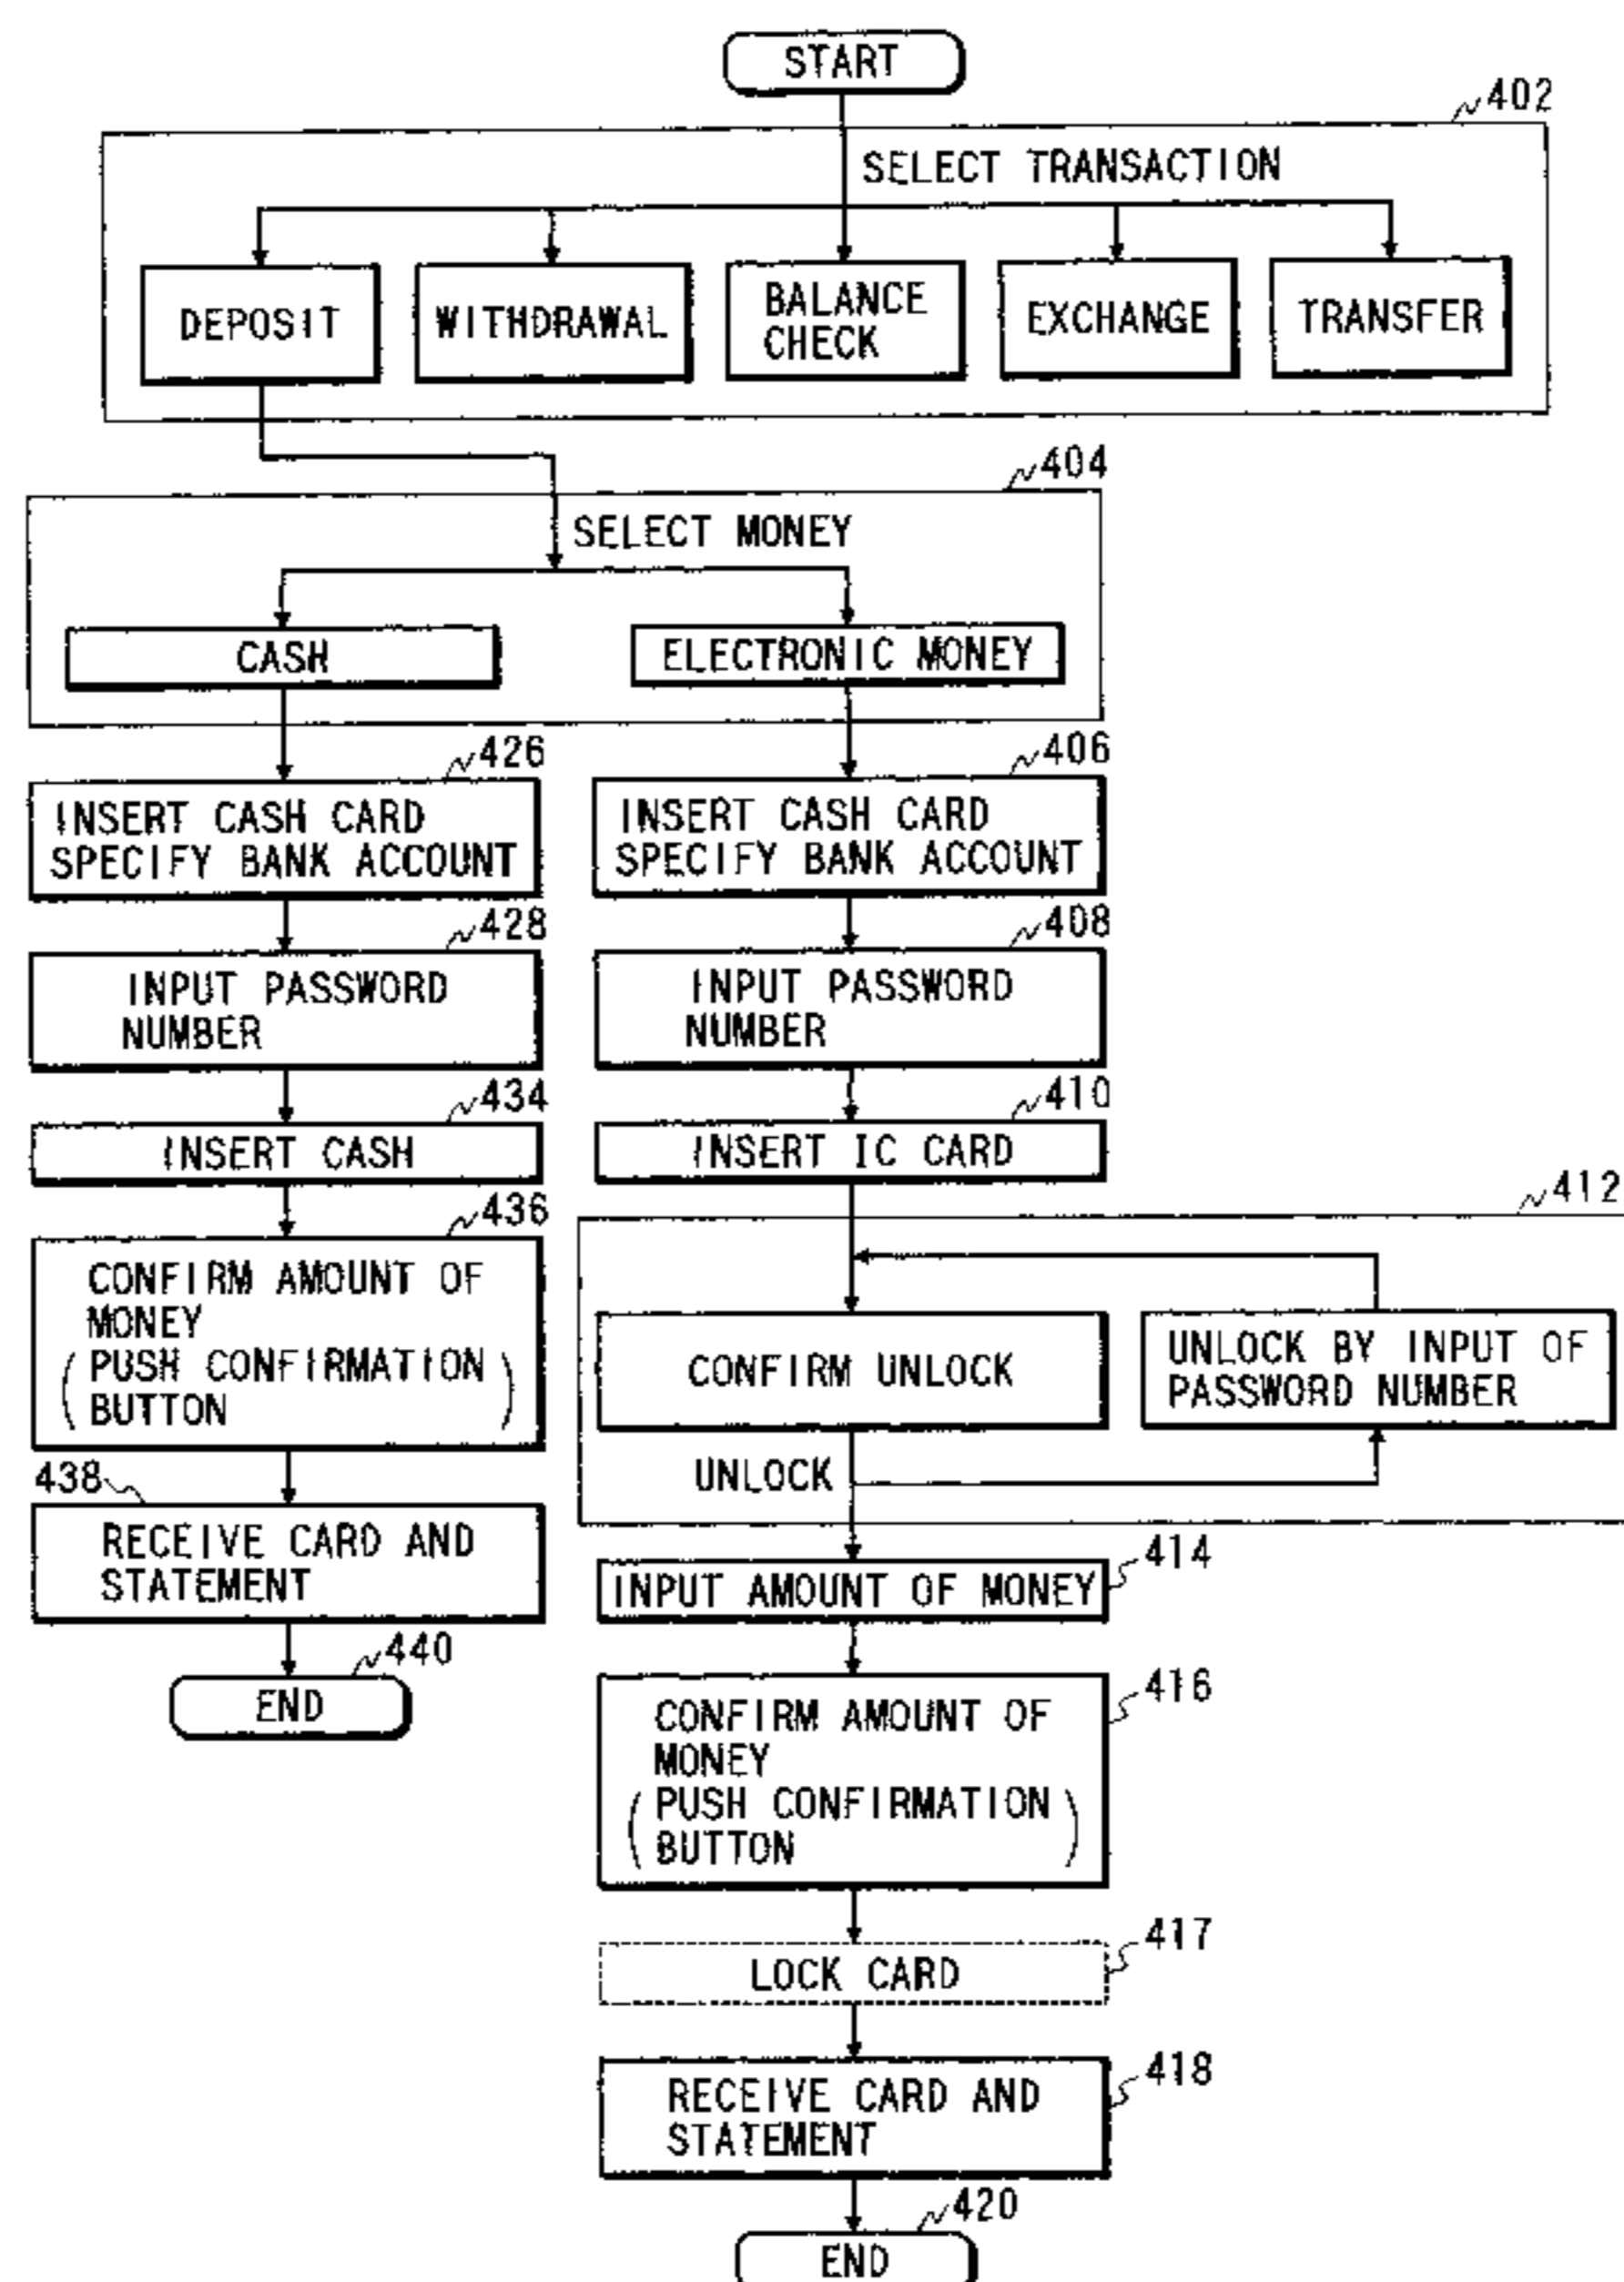 START
402
SELECT TRANSACTION
DEPOSIT
WITHDRAWAL
BALANCE
CHECK
EXCHANGE
TRANSFER
404
SELECT MONEY
CASH
ELECTRONIC MONEY
426
INSERT CASH CARD
SPECIFY BANK ACCOUNT
428
INPUT PASSWORD
NUMBER
434
INSERT CASH
436
CONFIRM AMOUNT OF
MONEY
(PUSH CONFIRMATION
BUTTON)
438
RECEIVE CARD AND
STATEMENT
440
END
406
INSERT CASH CARD
SPECIFY BANK ACCOUNT
408
INPUT PASSWORD
NUMBER
410
INSERT IC CARD
412
CONFIRM UNLOCK
UNLOCK BY INPUT OF
PASSWORD NUMBER
UNLOCK
414
INPUT AMOUNT OF MONEY
416
CONFIRM AMOUNT OF
MONEY
(PUSH CONFIRMATION
BUTTON)
417
LOCK CARD
418
RECEIVE CARD AND
STATEMENT
420
END